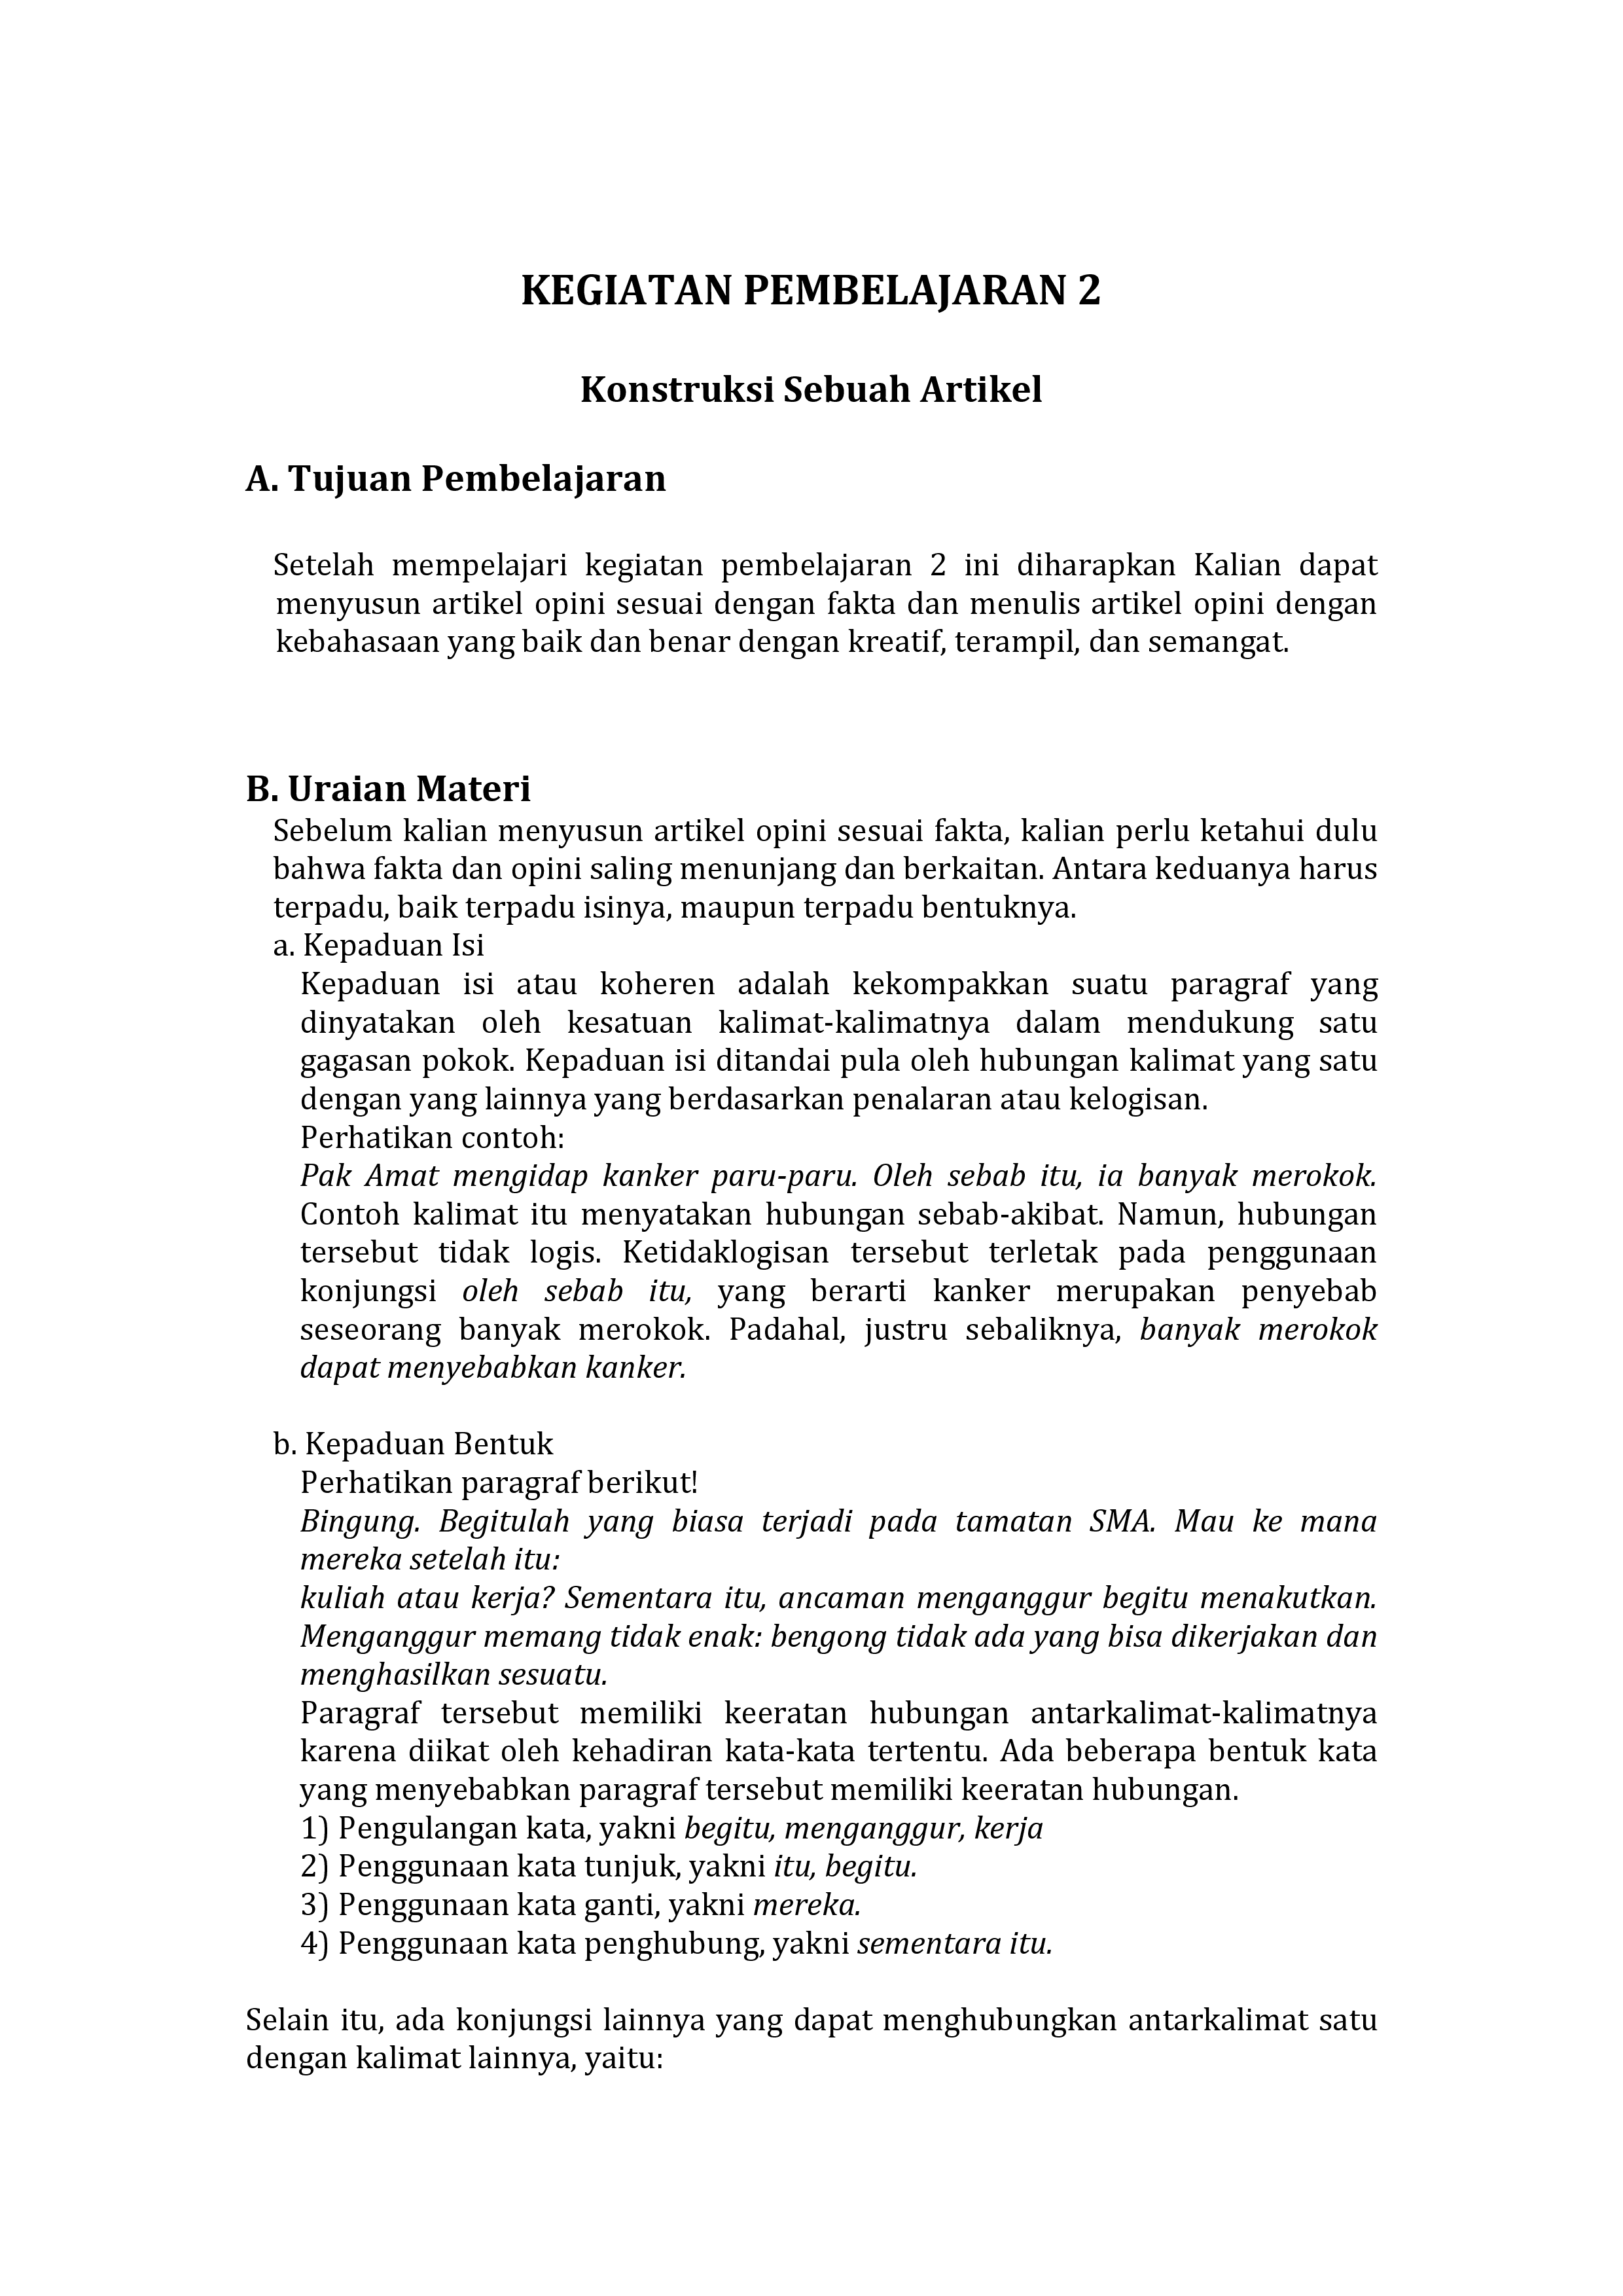 KEGIATAN PEMBELAJARAN 2
Konstruksi Sebuah Artikel
A. Tujuan Pembelajaran
Setelah mempelajari kegiatan pembelajaran 2 ini diharapkan Kalian dapat
menyusun artikel opini sesuai dengan fakta dan menulis artikel opini dengan
kebahasaan yang baik dan benar dengan kreatif, terampil, dan semangat.
B. Uraian Materi
Sebelum kalian menyusun artikel opini sesuai fakta, kalian perlu ketahui dulu
bahwa fakta dan opini saling menunjang dan berkaitan. Antara keduanya harus
terpadu, baik terpadu isinya, maupun terpadu bentuknya.
a. Kepaduan Isi
Kepaduan isi atau koheren adalah kekompakkan suatu paragraf yang
dinyatakan oleh kesatuan kalimat-kalimatnya dalam mendukung satu
gagasan pokok. Kepaduan isi ditandai pula oleh hubungan kalimat yang satu
dengan yang lainnya yang berdasarkan penalaran atau kelogisan.
Perhatikan contoh:
Pak Amat mengidap kanker paru-paru. Oleh sebab itu, ia banyak merokok.
Contoh kalimat itu menyatakan hubungan sebab-akibat. Namun, hubungan
tersebut tidak logis. Ketidaklogisan tersebut terletak pada penggunaan
konjungsi oleh sebab itu, yang berarti kanker merupakan penyebab
seseorang banyak merokok. Padahal, justru sebaliknya, banyak merokok
dapat menyebabkan kanker.
b. Kepaduan Bentuk
Perhatikan paragraf berikut!
Bingung. Begitulah yang biasa terjadi pada tamatan SMA. Mau ke mana
mereka setelah itu:
kuliah atau kerja? Sementara itu, ancaman menganggur begitu menakutkan.
Menganggur memang tidak enak: bengong tidak ada yang bisa dikerjakan dan
menghasilkan sesuatu.
Paragraf tersebut memiliki keeratan hubungan antarkalimat-kalimatnya
karena diikat oleh kehadiran kata-kata tertentu. Ada beberapa bentuk kata
yang menyebabkan paragraf tersebut memiliki keeratan hubungan.
1) Pengulangan kata, yakni begitu, menganggur, kerja
2) Penggunaan kata tunjuk, yakni itu, begitu.
3) Penggunaan kata ganti, yakni mereka.
4) Penggunaan kata penghubung, yakni sementara itu.
Selain itu, ada konjungsi lainnya yang dapat menghubungkan antarkalimat satu
dengan kalimat lainnya, yaitu: